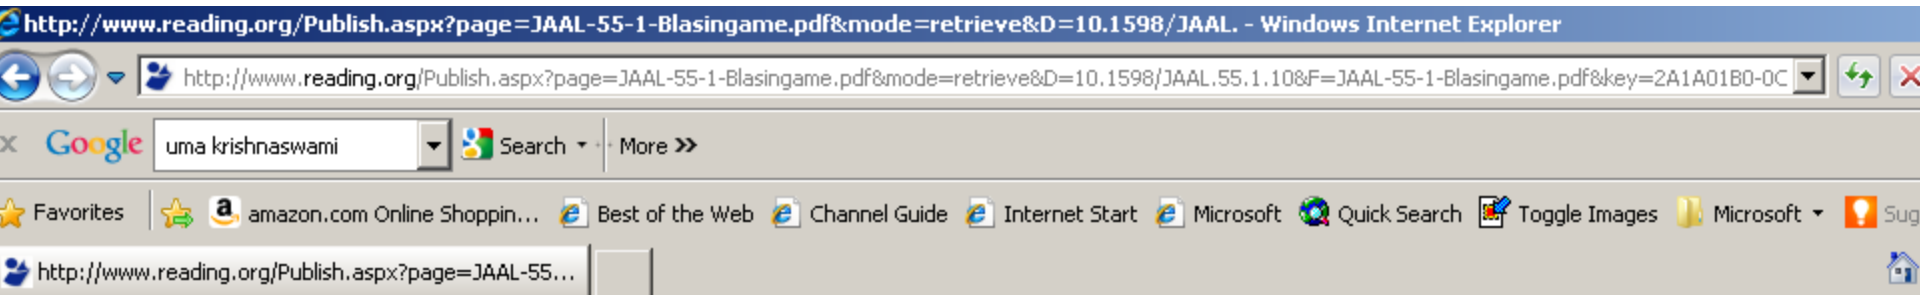 http://www.reading.org/Publish.aspx?page=JAAL-55-1-Blasingame.pdf&mode=retrieve&D=10.1598/JAAL. - Windows Internet Explorer
http://www.reading.org/Publish.aspx?page=JAAL-55-1-Blasingame.pdf&mode=retrieve&D=10.1598/JAAL.55.1.10&F=JAAL-55-1-Blasingame.pdf&key=2A1A01B0-0C
x Google uma krishnaswami Search More >>
Favorites a amazon.com Online Shoppin... Best of the Web Channel Guide Internet Start Microsoft Quick Search Toggle Images Microsoft Sug
http://www.reading.org/Publish.aspx?page=JAAL-55...